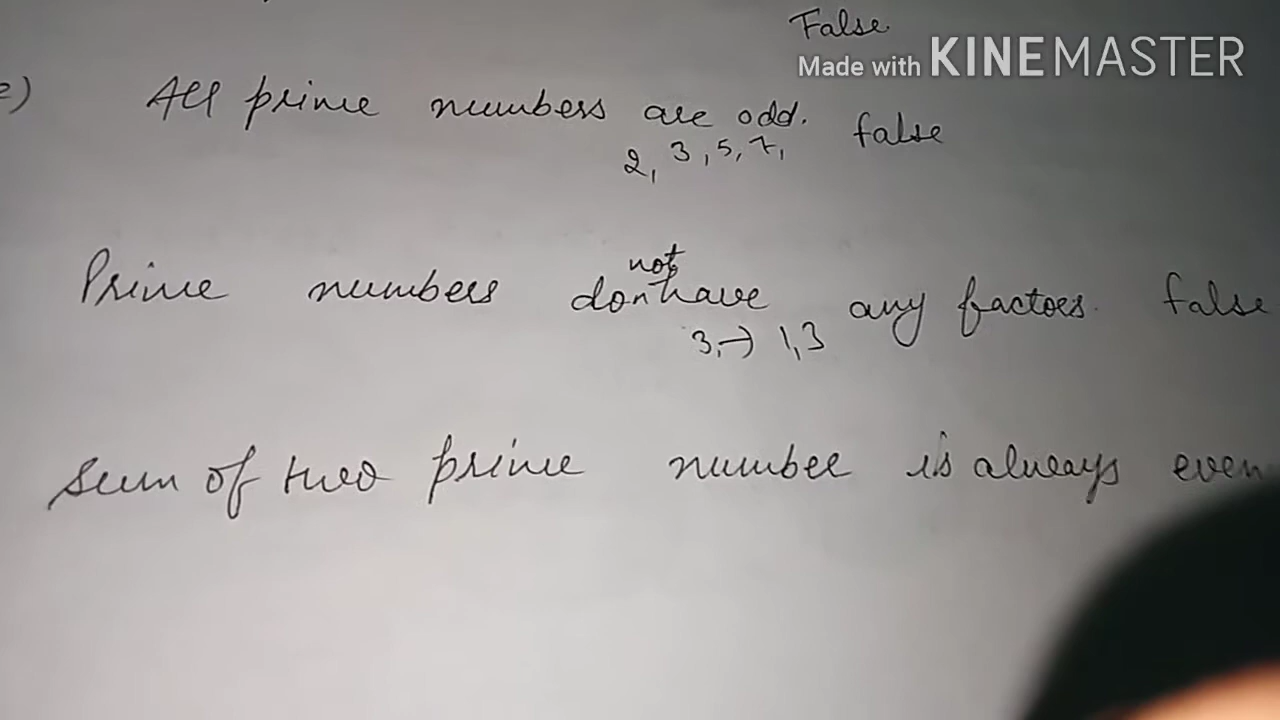 False
Made with KINEMASTER
2) All prime numbers are odd. false
2, 3, 5, 7,
not
Prime numbers don have any factors. false
3, → 1,3
Sum of two prime number is always even